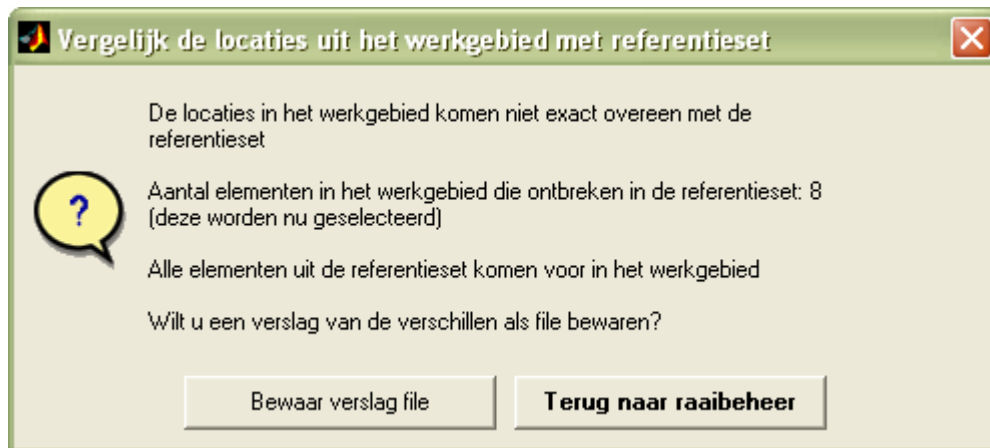 Vergelijk de locaties uit het werkgebied met referentieset
De locaties in het werkgebied komen niet exact overeen met de
referentieset
Aantal elementen in het werkgebied die ontbreken in de referentieset: 8
(deze worden nu geselecteerd)
Alle elementen uit de referentieset komen voor in het werkgebied
Wilt u een verslag van de verschillen als file bewaren?
Bewaar verslag file
Terug naar raaibeheer